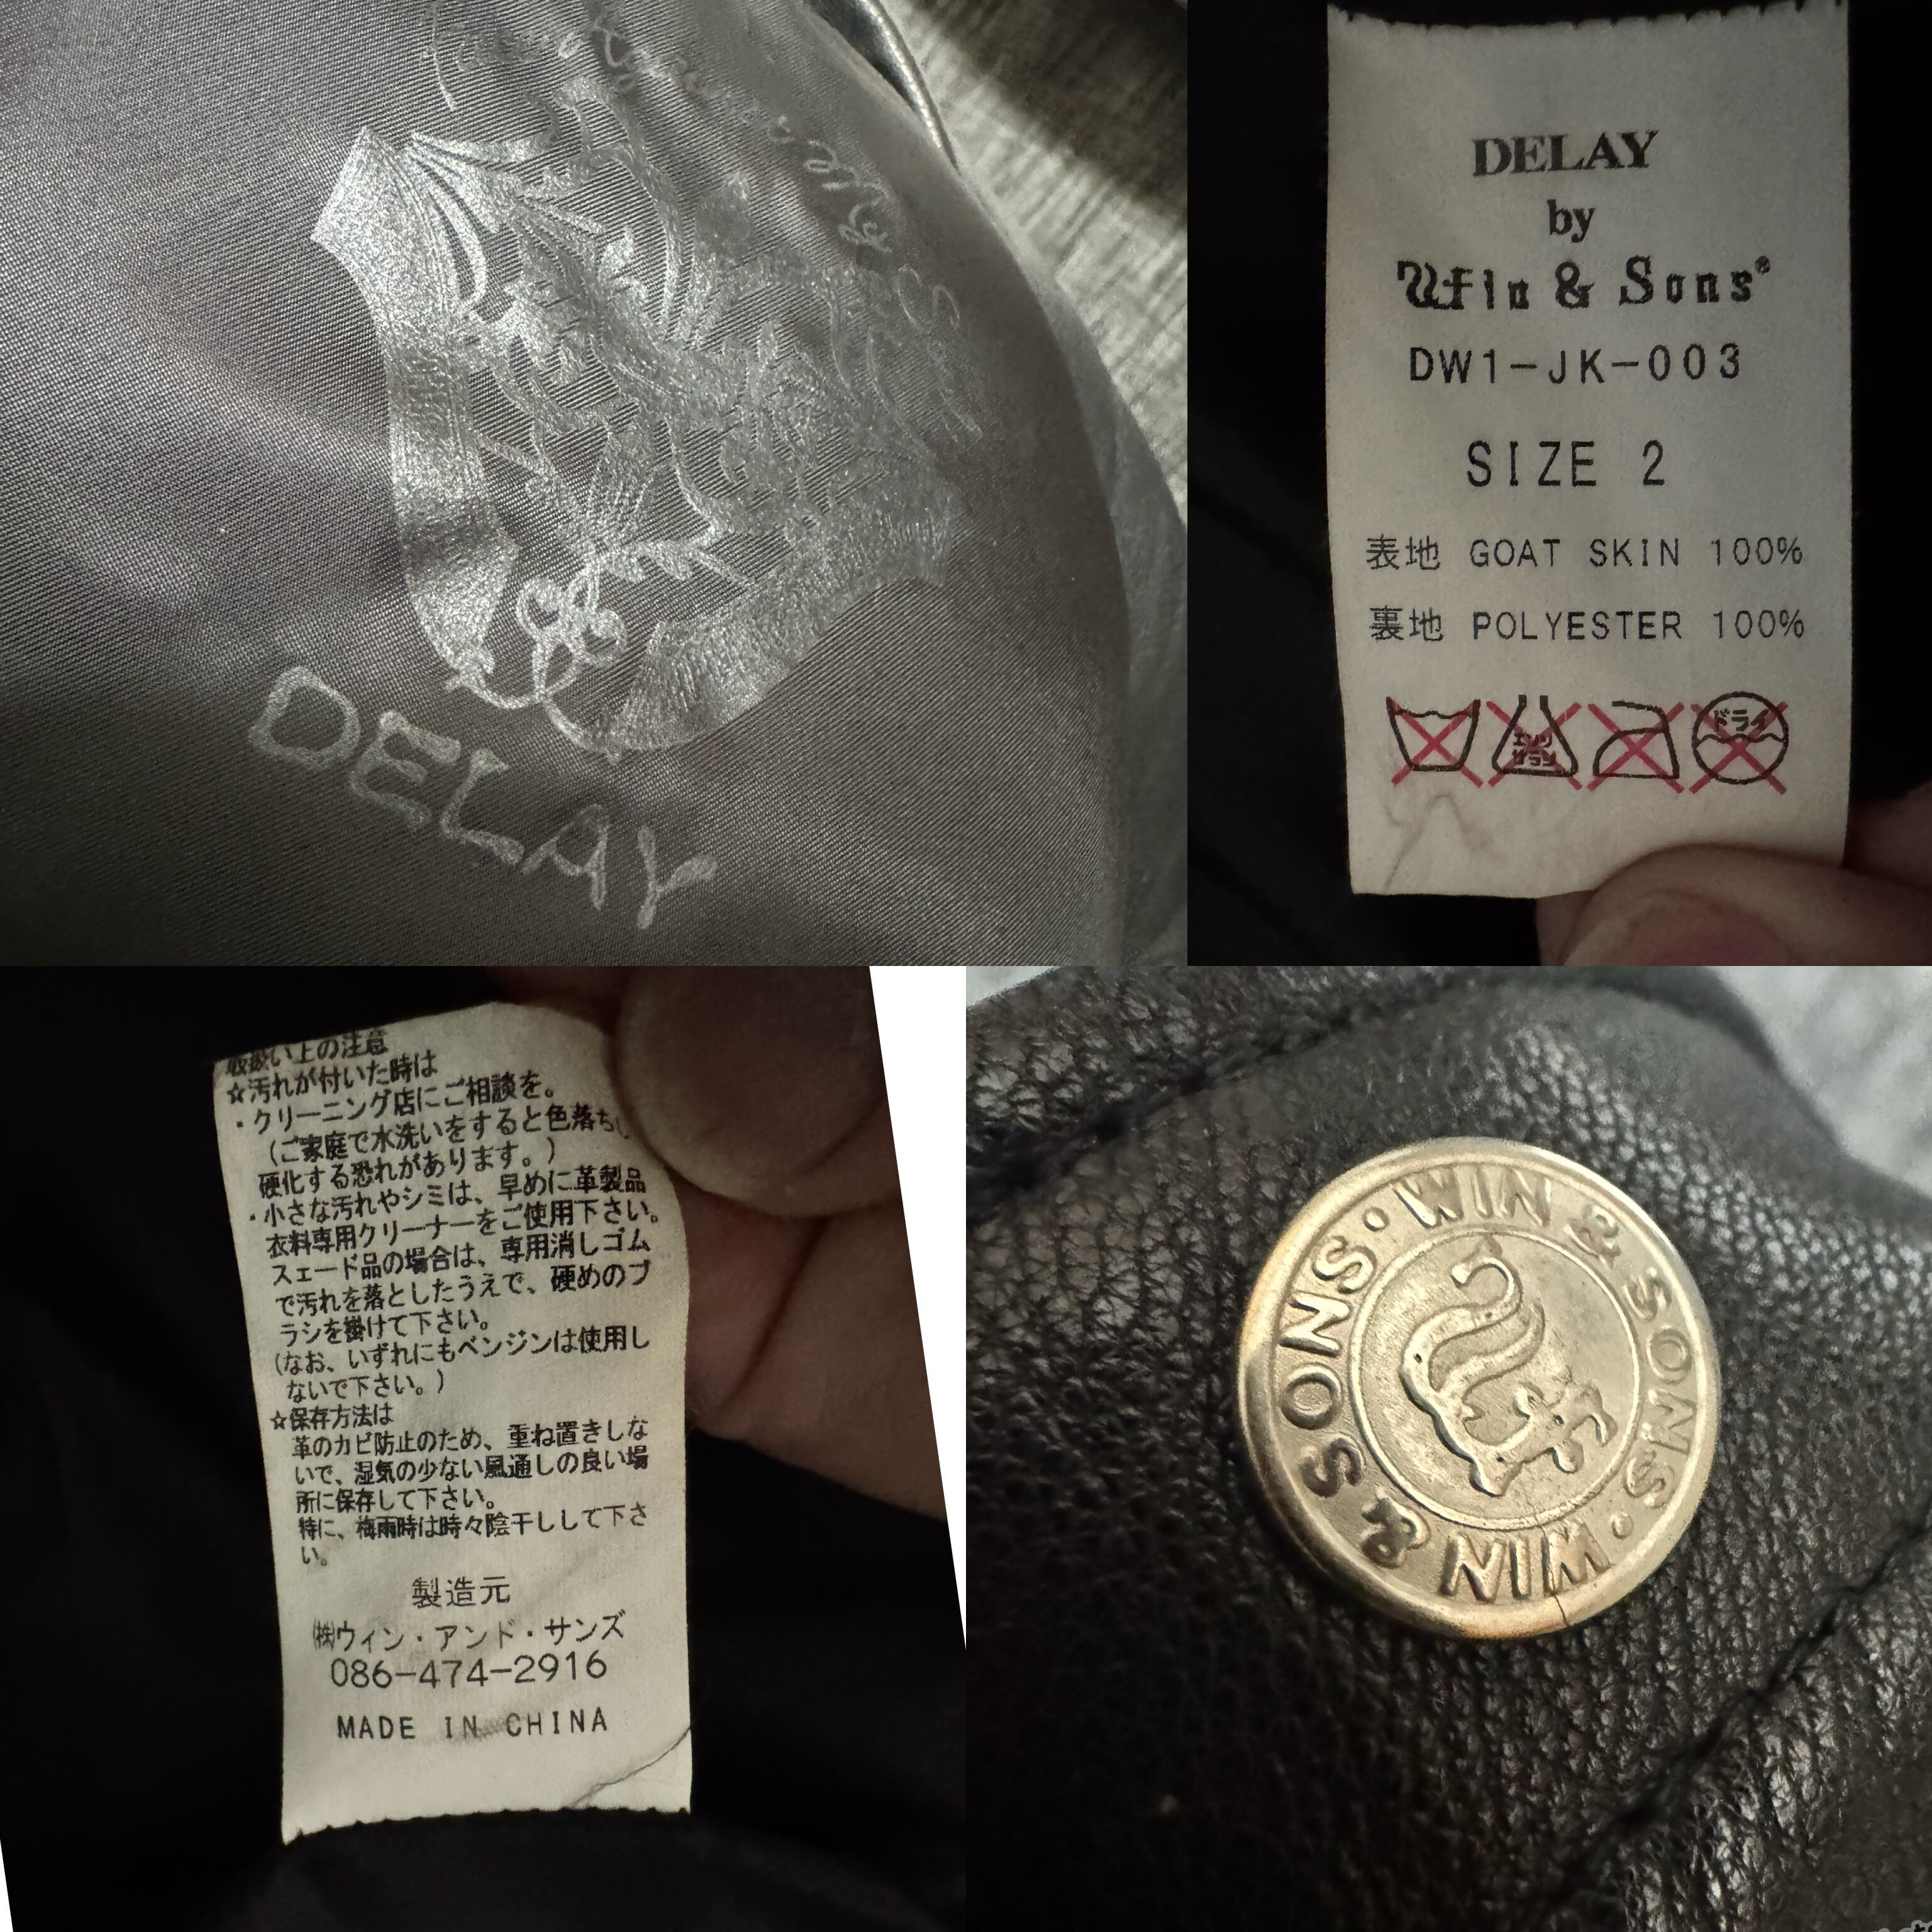 DELAY
DELAY
by
Win & Sons®
DW1-JK-003
SIZE 2
表地 GOAT SKIN 100%
裏地 POLYESTER 100%
エンソ
サラシ
ドライ
取扱い上の注意
☆汚れが付いた時は
・クリーニング店にご相談を。
(ご家庭で水洗いをすると色落ち
硬化する恐れがあります。)
・小さな汚れやシミは、早めに革製品
衣料専用クリーナーをご使用下さい。
スェード品の場合は、専用消しゴム
で汚れを落としたうえで、硬めのブ
ラシを掛けて下さい。
(なお、いずれにもベンジンは使用し
ないで下さい。)
☆保存方法は
革のカビ防止のため、重ね置きしな
いで、湿気の少ない風通しの良い場
所に保存して下さい。
特に、梅雨時は時々陰干しして下さ
い。
製造元
㈱ウィン・アンド・サンズ
086-474-2916
MADE IN CHINA
WIN & SONS・WIN & SONS・